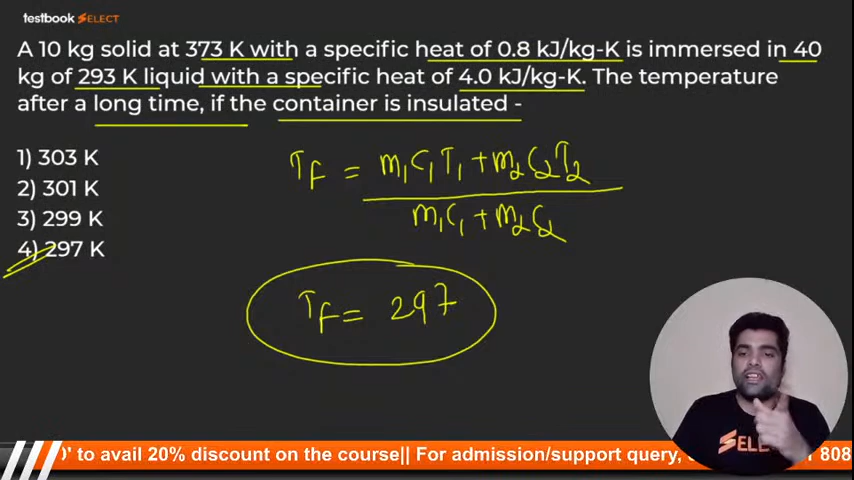 testbook SELECT
A 10 kg solid at 373 K with a specific heat of 0.8 kJ/kg-K is immersed in 40
kg of 293 K liquid with a specific heat of 4.0 kJ/kg-K. The temperature
after a long time, if the container is insulated -
1) 303 K
2) 301 K
3) 299 K
4) 297 K
TF = m₁C₁T₁ + m₂C₂T₂
m₁C₁ + m₂C₂
TF = 297
SEL
' to avail 20% discount on the course|| For admission/support query, 808